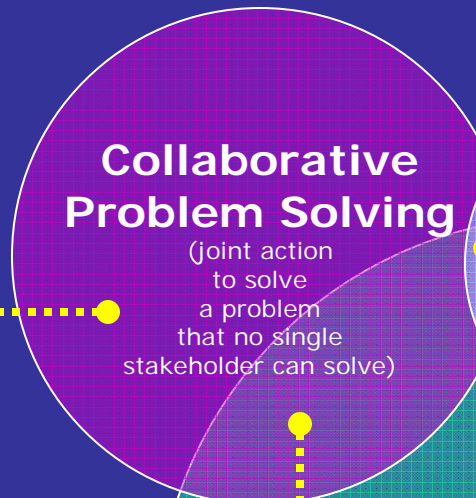 Collaborative
Problem Solving
(joint action
to solve
a problem
that no single
stakeholder can solve)